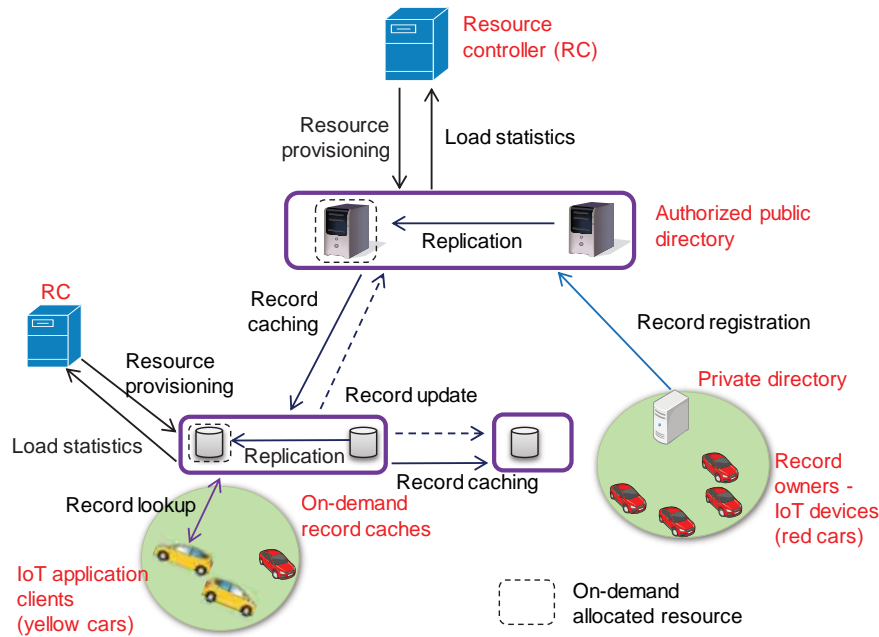 Resource
controller (RC)
Resource
provisioning
Load statistics
Replication
Authorized public
directory
RC
Record
caching
Record registration
Resource
provisioning
Record update
Private directory
Load statistics
Replication
Record caching
Record lookup
On-demand
record caches
Record
owners -
IoT devices
(red cars)
IoT application
clients
(yellow cars)
On-demand
allocated resource